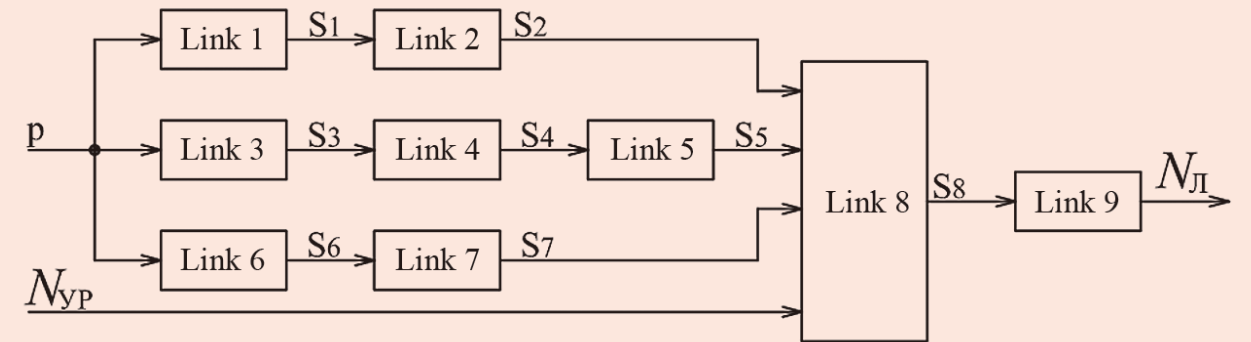 Link 1 S1 Link 2 S2
p Link 3 S3 Link 4 S4 Link 5 S5
Link 8 S8 Link 9 NЛ
Link 6 S6 Link 7 S7
NУР